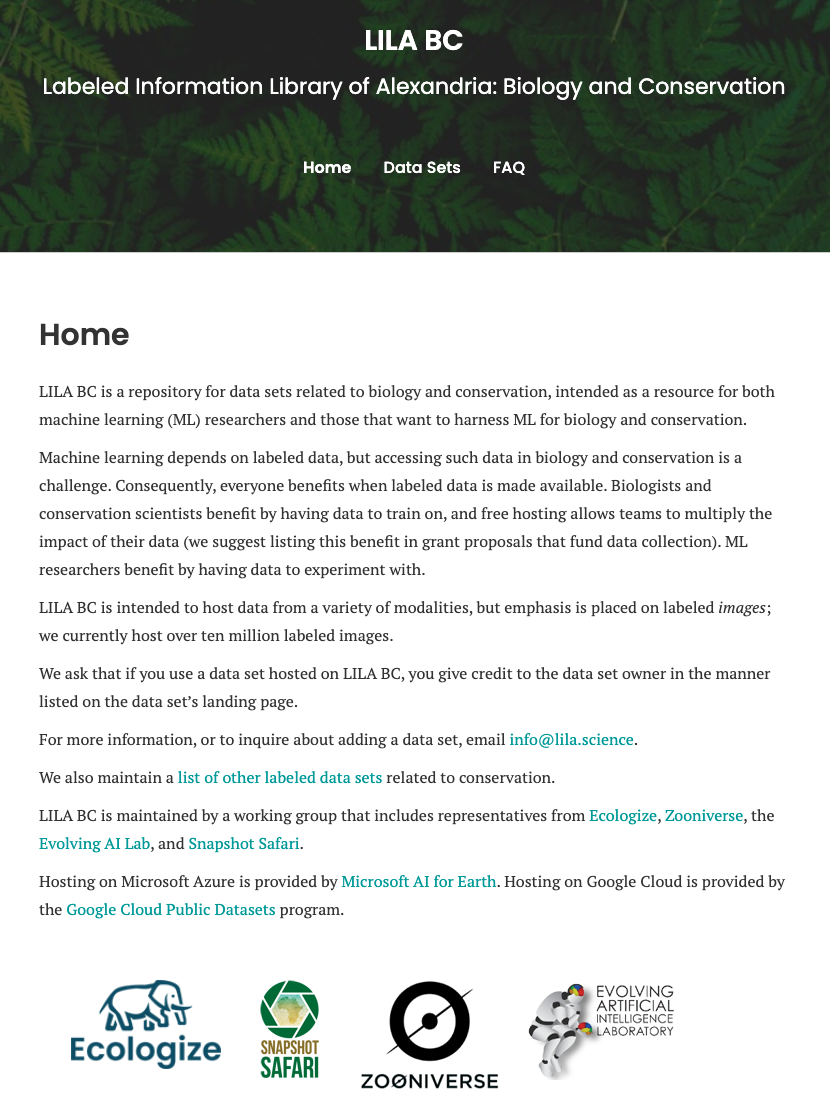 LILA BC
Labeled Information Library of Alexandria: Biology and Conservation
Home Data Sets FAQ
Home
LILA BC is a repository for data sets related to biology and conservation, intended as a resource for both
machine learning (ML) researchers and those that want to harness ML for biology and conservation.
Machine learning depends on labeled data, but accessing such data in biology and conservation is a
challenge. Consequently, everyone benefits when labeled data is made available. Biologists and
conservation scientists benefit by having data to train on, and free hosting allows teams to multiply the
impact of their data (we suggest listing this benefit in grant proposals that fund data collection). ML
researchers benefit by having data to experiment with.
LILA BC is intended to host data from a variety of modalities, but emphasis is placed on labeled images;
we currently host over ten million labeled images.
We ask that if you use a data set hosted on LILA BC, you give credit to the data set owner in the manner
listed on the data set’s landing page.
For more information, or to inquire about adding a data set, email info@lila.science.
We also maintain a list of other labeled data sets related to conservation.
LILA BC is maintained by a working group that includes representatives from Ecologize, Zooniverse, the
Evolving AI Lab, and Snapshot Safari.
Hosting on Microsoft Azure is provided by Microsoft AI for Earth. Hosting on Google Cloud is provided by
the Google Cloud Public Datasets program.
Ecologize
SNAPSHOT
SAFARI
ZOØNIVERSE
EVOLVING
ARTIFICIAL
INTELLIGENCE
LABORATORY